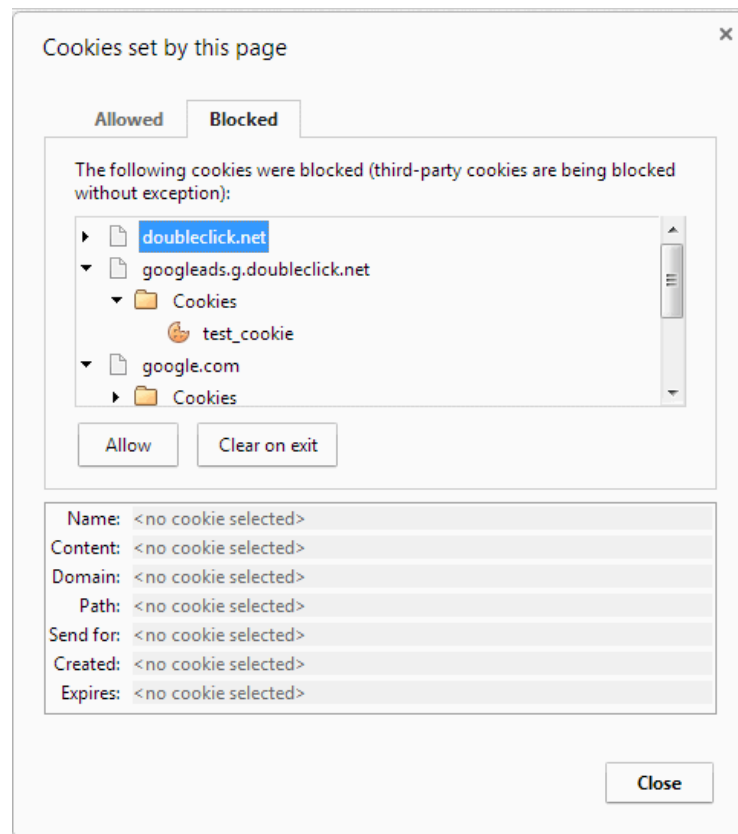 Cookies set by this page
Allowed Blocked
The following cookies were blocked (third-party cookies are being blocked
without exception):
doubleclick.net
googleads.g.doubleclick.net
Cookies
test_cookie
google.com
Cookies
Allow Clear on exit
Name: <no cookie selected>
Content: <no cookie selected>
Domain: <no cookie selected>
Path: <no cookie selected>
Send for: <no cookie selected>
Created: <no cookie selected>
Expires: <no cookie selected>
Close